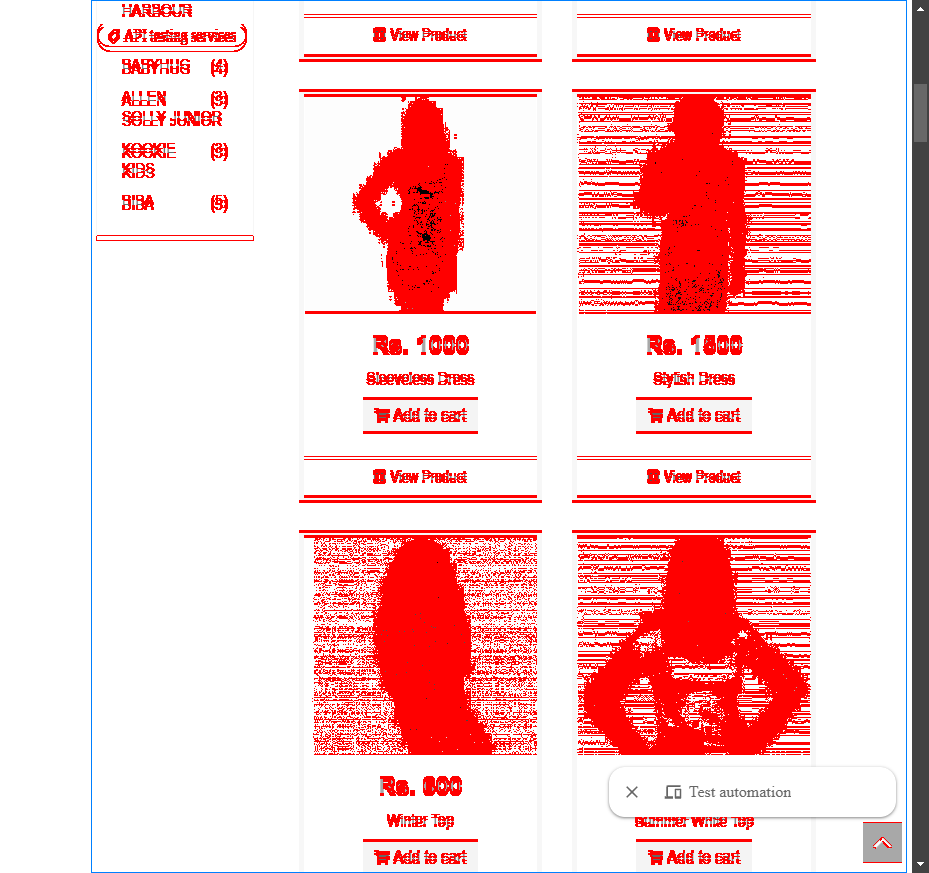 HARBOUR
API testing services
BABYHUG
ALLEN (3)
SOLLY JUNIOR
KOOKIE (3)
KIDS
BIBA
View Product
View Product
Rs. 1000
Rs. 1500
Sleeveless Dress
Stylish Dress
Add to cart
Add to cart
View Product
View Product
Rs. 600
Test automation
Winter Top
Summer White Top
Add to cart
Add to cart